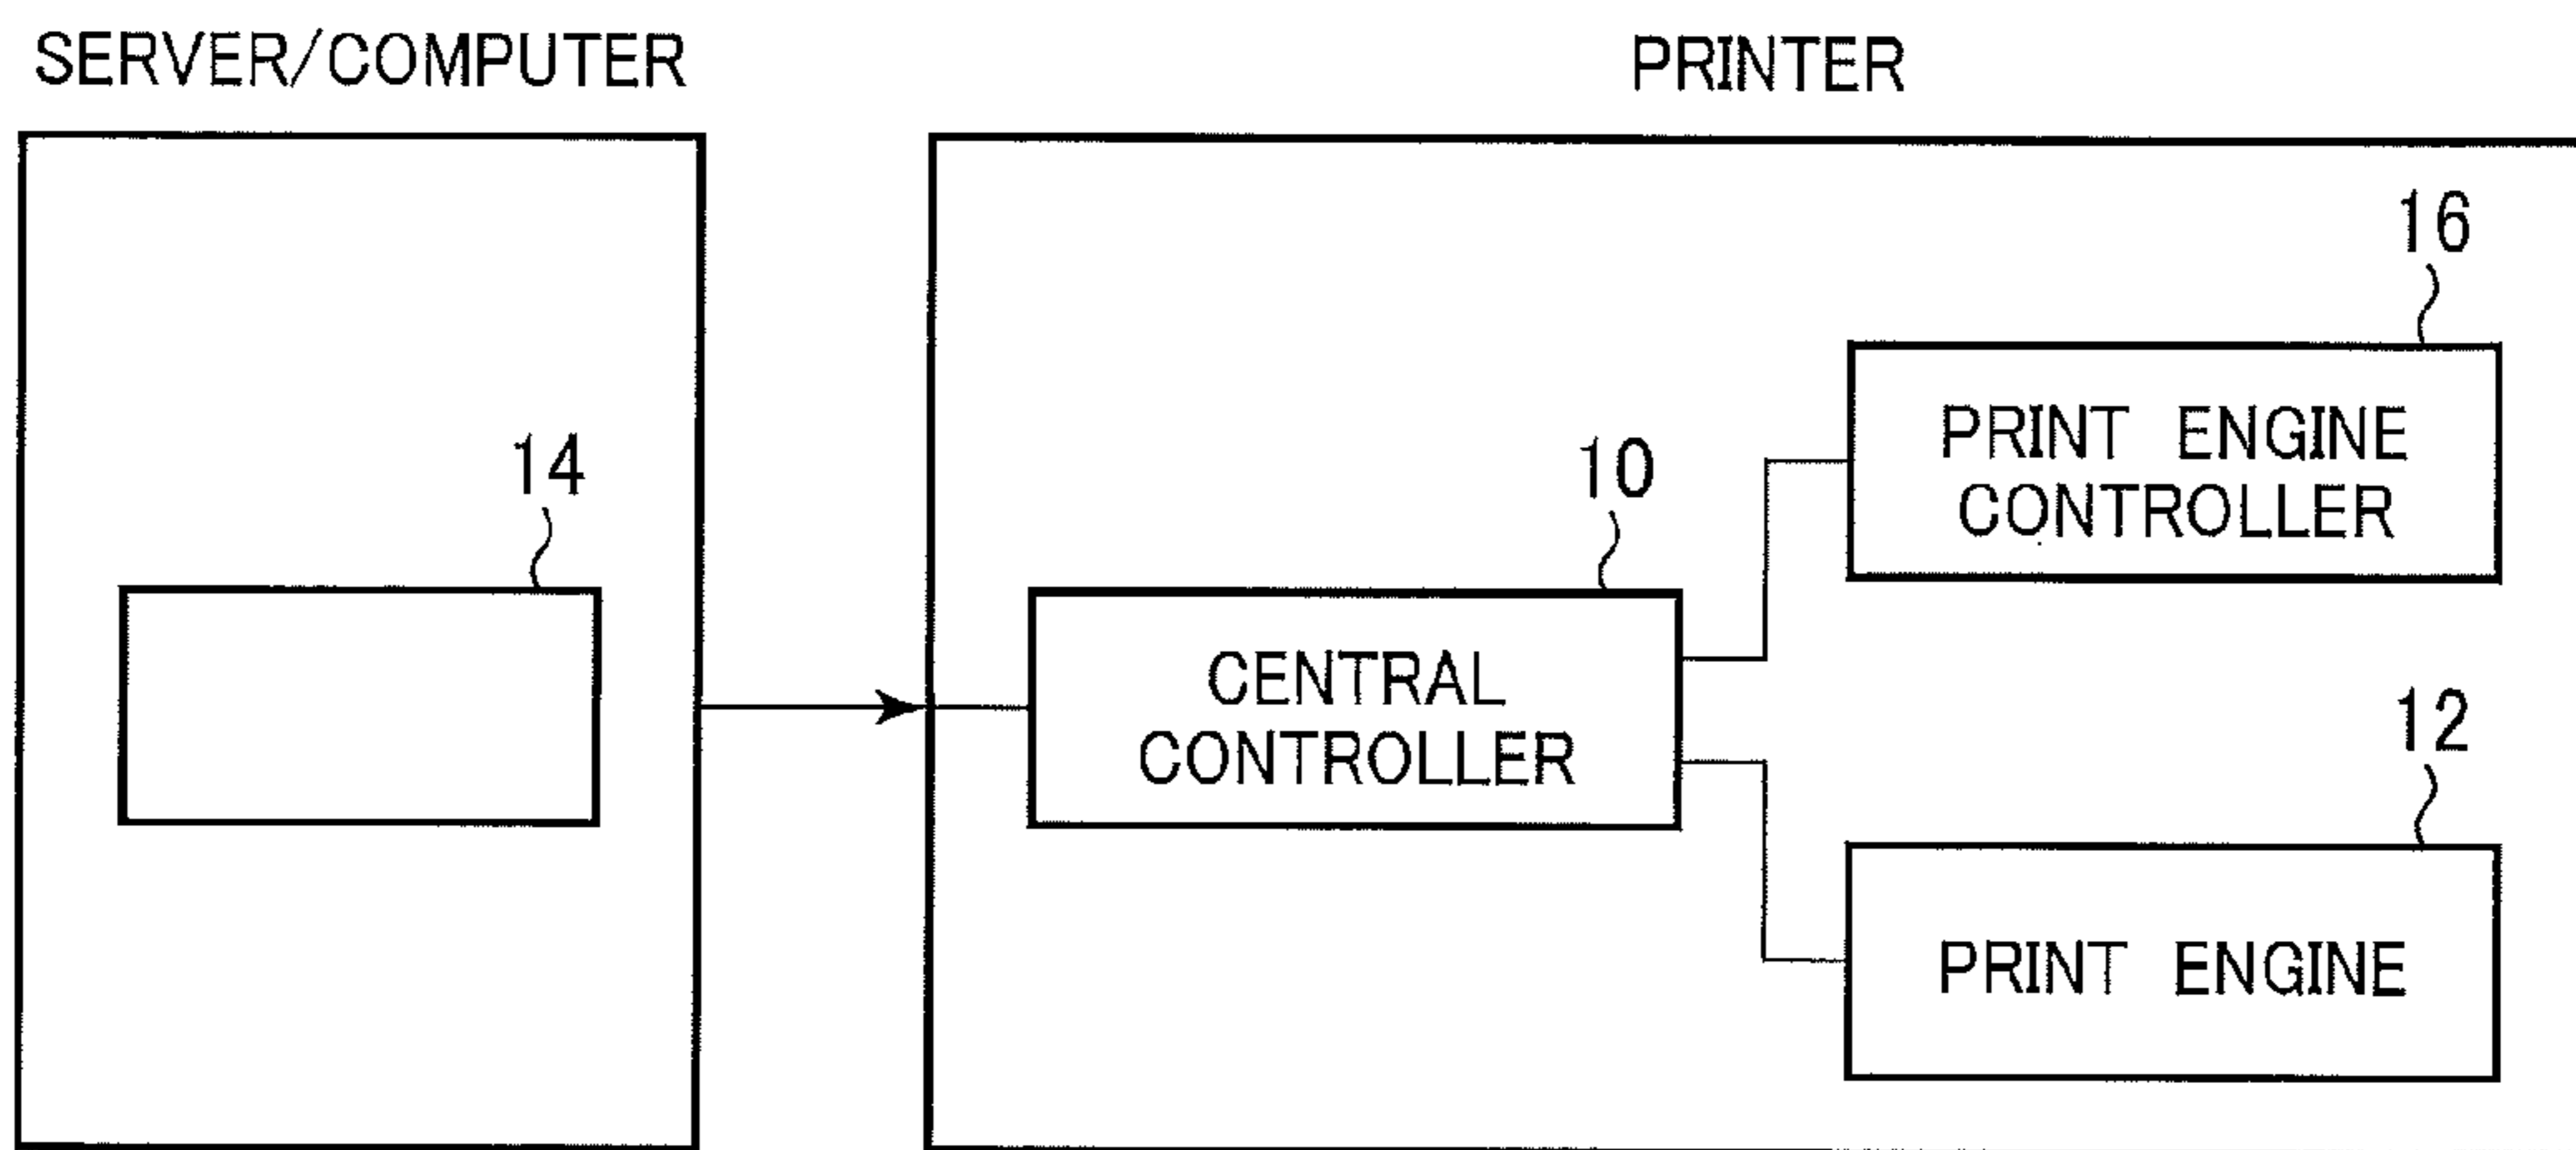 SERVER/COMPUTER
PRINTER
16
PRINT ENGINE
CONTROLLER
14
10
CENTRAL
CONTROLLER
12
PRINT ENGINE